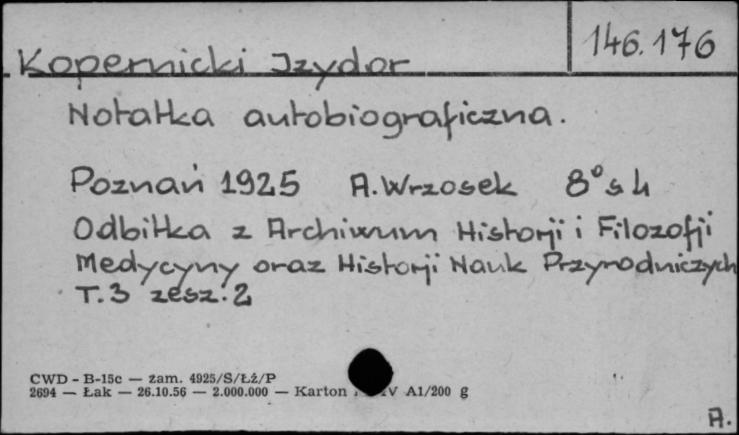 146.176
Kopernicki Izydor
Notatka autobiograficzna.
Poznań 1925 A. Wrzosek 8° s 4
Odbitka z Archiwum Historji i Filozofji
Medycyny oraz Historji Nauk Przyrodniczych
T. 3 zesz. 2
CWD - B-15c — zam. 4925/S/Łż/P
2694 — Łak — 26.10.56 — 2.000.000 — Karton A1/200 g
A.